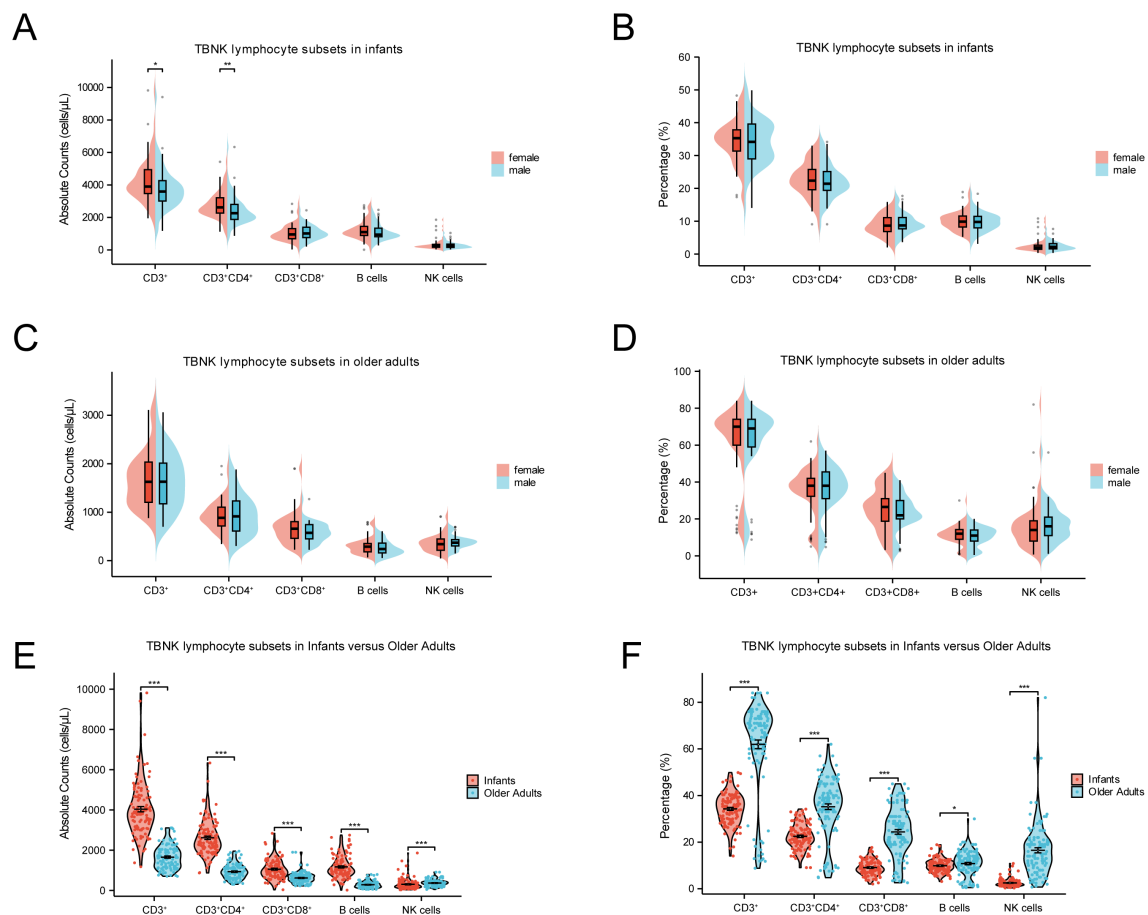 A
TBNK lymphocyte subsets in infants
Absolute Counts (cells/μL)
10000
8000
6000
4000
2000
0
*
**
CD3⁺
CD3⁺CD4⁺
CD3⁺CD8⁺
B cells
NK cells
female
male
B
TBNK lymphocyte subsets in infants
Percentage (%)
60
50
40
30
20
10
0
CD3⁺
CD3⁺CD4⁺
CD3⁺CD8⁺
B cells
NK cells
female
male
C
TBNK lymphocyte subsets in older adults
Absolute Counts (cells/μL)
3000
2000
1000
0
CD3⁺
CD3⁺CD4⁺
CD3⁺CD8⁺
B cells
NK cells
female
male
D
TBNK lymphocyte subsets in older adults
Percentage (%)
100
80
60
40
20
0
CD3+
CD3+CD4+
CD3+CD8+
B cells
NK cells
female
male
E
TBNK lymphocyte subsets in Infants versus Older Adults
Absolute Counts (cells/μL)
10000
8000
6000
4000
2000
0
***
***
***
***
***
CD3⁺
CD3⁺CD4⁺
CD3⁺CD8⁺
B cells
NK cells
Infants
Older Adults
F
TBNK lymphocyte subsets in Infants versus Older Adults
Percentage (%)
80
60
40
20
0
***
***
***
*
***
CD3⁺
CD3⁺CD4⁺
CD3⁺CD8⁺
B cells
NK cells
Infants
Older Adults